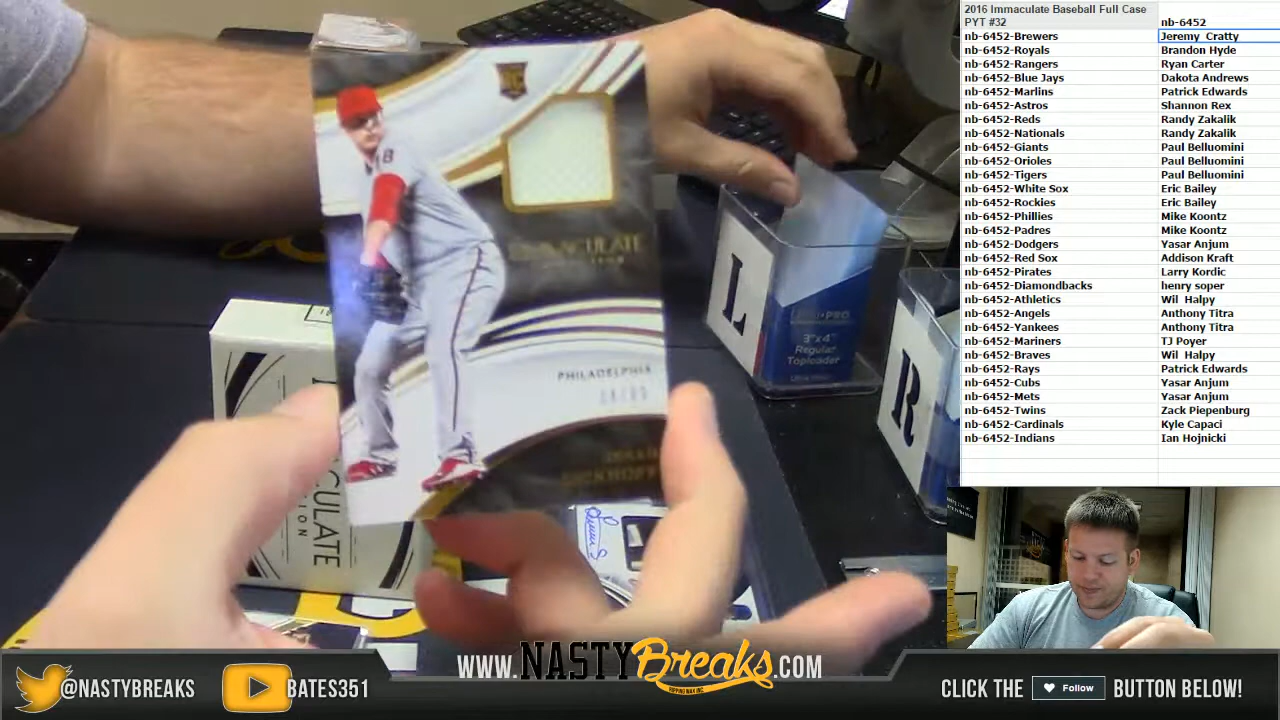 2016 Immaculate Baseball Full Case
PYT #32 nb-6452
nb-6452-Brewers Jeremy Cratty
nb-6452-Royals Brandon Hyde
nb-6452-Rangers Ryan Carter
nb-6452-Blue Jays Dakota Andrews
nb-6452-Marlins Patrick Edwards
nb-6452-Astros Shannon Rex
nb-6452-Reds Randy Zakalik
nb-6452-Nationals Randy Zakalik
nb-6452-Giants Paul Belluomini
nb-6452-Orioles Paul Belluomini
nb-6452-Tigers Paul Belluomini
nb-6452-White Sox Eric Bailey
nb-6452-Rockies Eric Bailey
nb-6452-Phillies Mike Koontz
nb-6452-Padres Mike Koontz
nb-6452-Dodgers Yasar Anjum
nb-6452-Red Sox Addison Kraft
nb-6452-Pirates Larry Kordic
nb-6452-Diamondbacks henry soper
nb-6452-Athletics Wil Halpy
nb-6452-Angels Anthony Titra
nb-6452-Yankees Anthony Titra
nb-6452-Mariners TJ Poyer
nb-6452-Braves Wil Halpy
nb-6452-Rays Patrick Edwards
nb-6452-Cubs Yasar Anjum
nb-6452-Mets Yasar Anjum
nb-6452-Twins Zack Piepenburg
nb-6452-Cardinals Kyle Capaci
nb-6452-Indians Ian Hojnicki
RC
IMMACULATE
PHILADELPHIA
L
R
3"x4"
Regular
Toploader
@NASTYBREAKS
BATES351
WWW.NASTYBreaks.COM
CLICK THE Follow BUTTON BELOW!